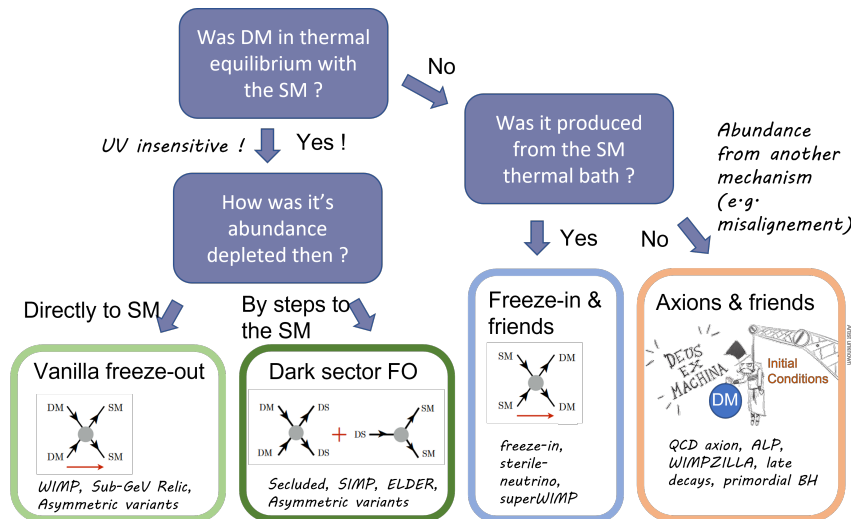 Was DM in thermal
equilibrium with
the SM ?
No
UV insensitive !
Yes !
Was it produced
from the SM
thermal bath ?
Abundance
from another
mechanism
(e.g.
misalignement)
How was it's
abundance
depleted then ?
Yes
No
Directly to SM
By steps to
the SM
Vanilla freeze-out
DM
SM
DM
SM
WIMP, Sub-GeV Relic,
Asymmetric variants
Dark sector FO
DM
DS
DM
DS
+
DS
SM
SM
Secluded, SIMP, ELDER,
Asymmetric variants
Freeze-in &
friends
SM
DM
SM
DM
freeze-in,
sterile-
neutrino,
superWIMP
Axions & friends
DEUS
EX
MACHINA
Initial
Conditions
DM
Artist unknown
QCD axion, ALP,
WIMPZILLA, late
decays, primordial BH